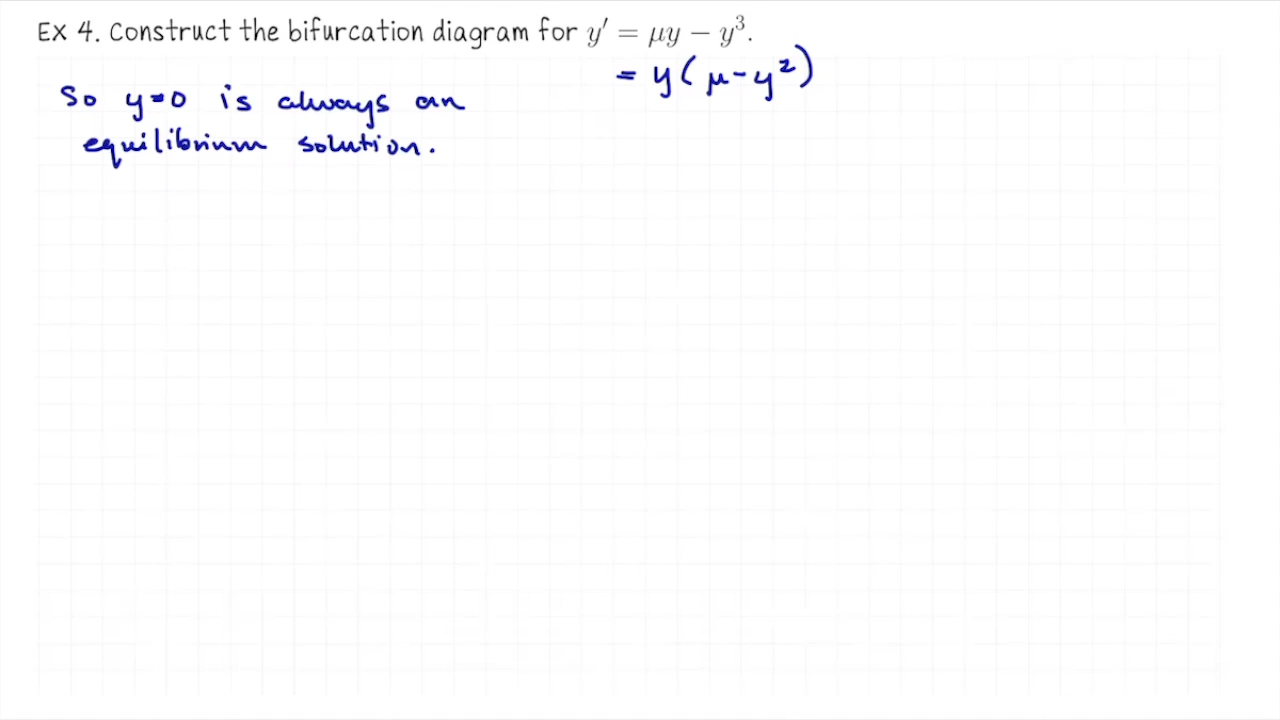 Ex 4. Construct the bifurcation diagram for y′ = μy − y³.
= y(μ-y²)
So y=0 is always an
equilibrium solution.